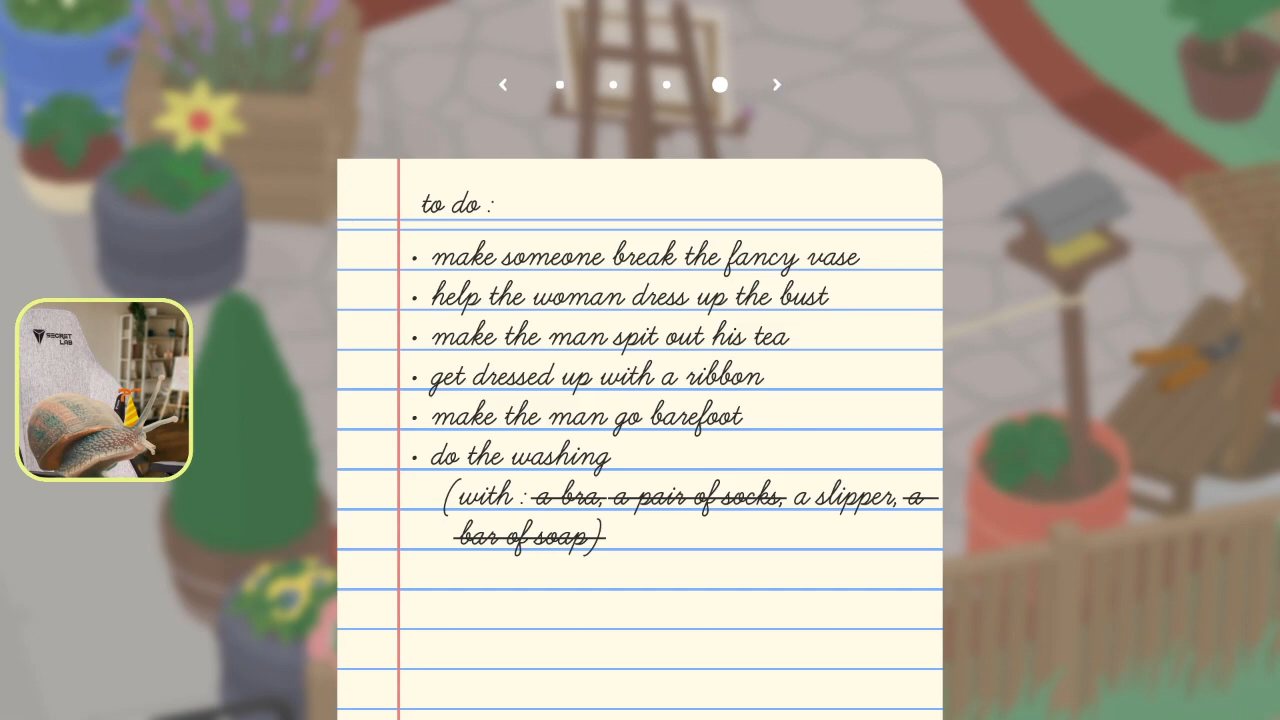 to do :
• make someone break the fancy vase
• help the woman dress up the bust
• make the man spit out his tea
• get dressed up with a ribbon
• make the man go barefoot
• do the washing
(with : a bra, a pair of socks, a slipper, a
bar of soap)
SECRET
LAB